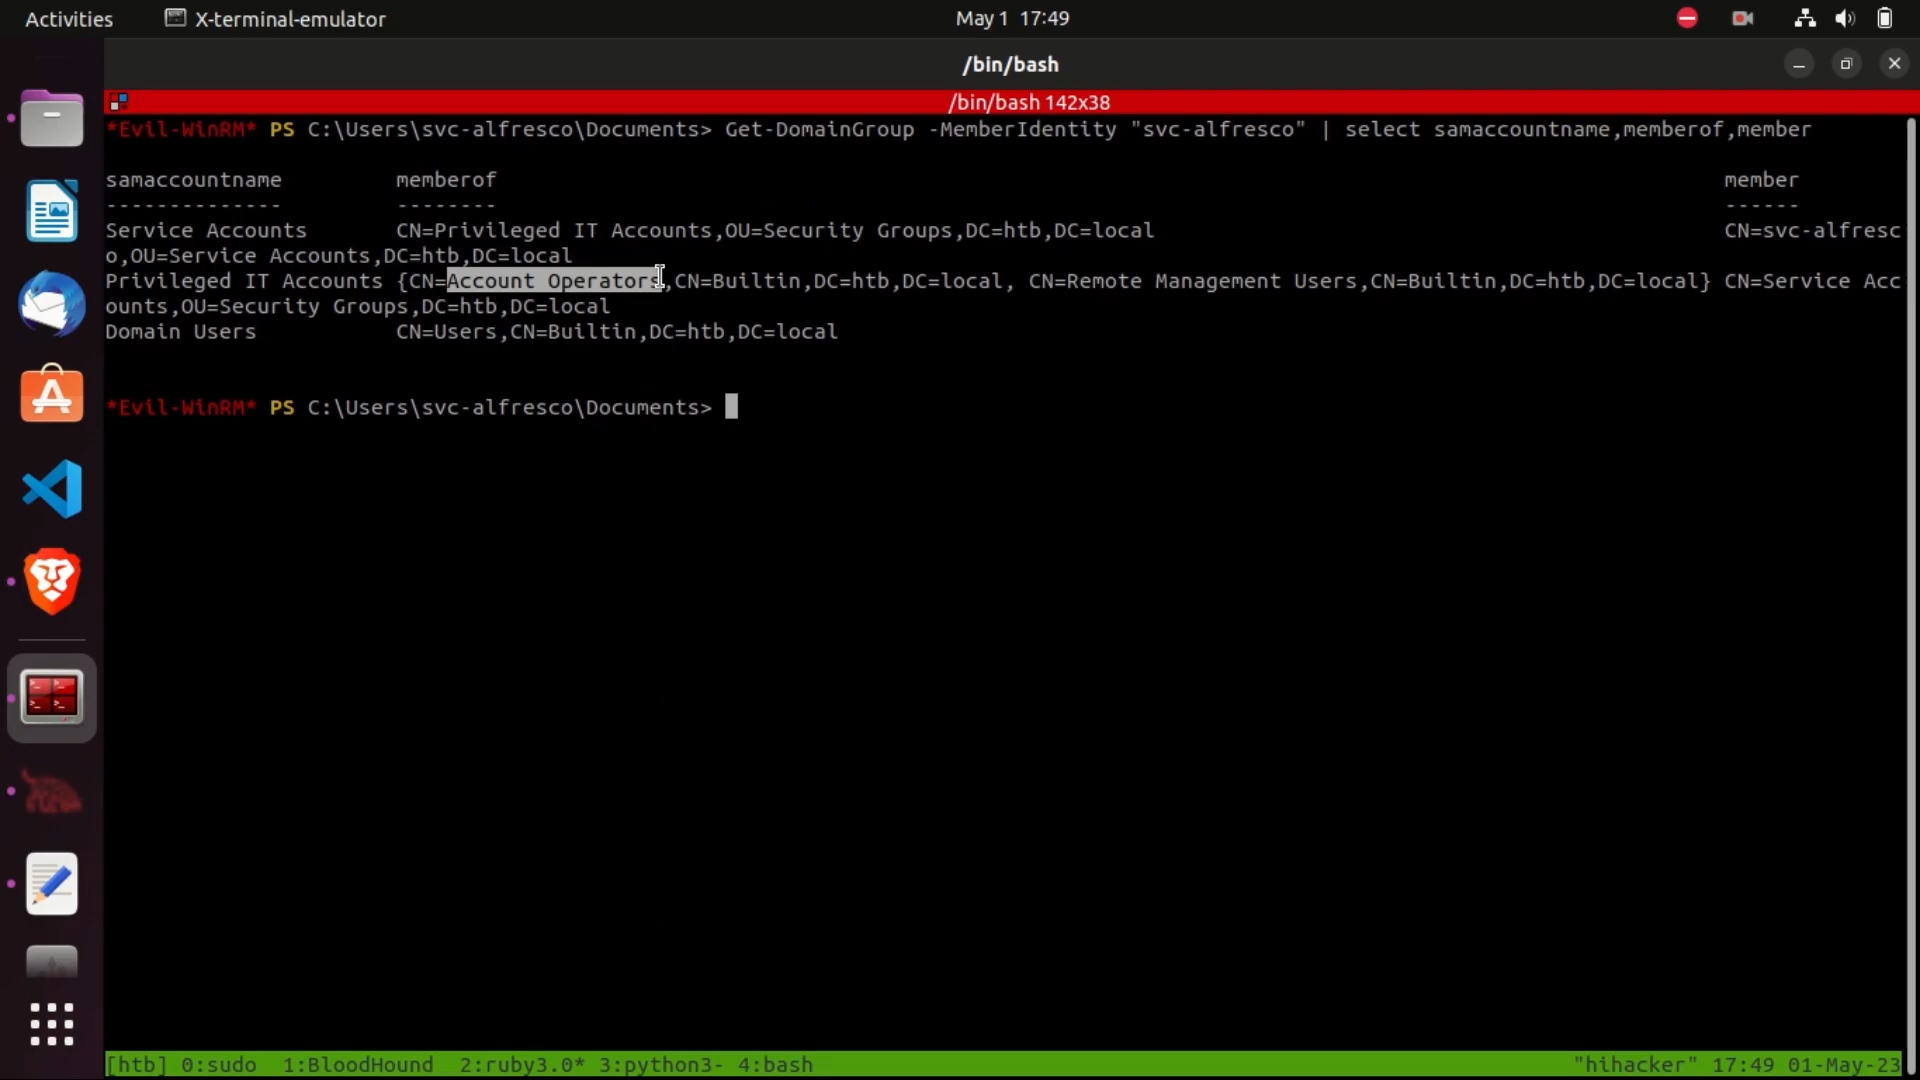 Activities X-terminal-emulator May 1 17:49
/bin/bash
/bin/bash 142x38
*Evil-WinRM* PS C:\Users\svc-alfresco\Documents> Get-DomainGroup -MemberIdentity "svc-alfresco" | select samaccountname,memberof,member
samaccountname memberof member
-------------- -------- ------
Service Accounts CN=Privileged IT Accounts,OU=Security Groups,DC=htb,DC=local CN=svc-alfresc
o,OU=Service Accounts,DC=htb,DC=local
Privileged IT Accounts {CN=Account Operators,CN=Builtin,DC=htb,DC=local, CN=Remote Management Users,CN=Builtin,DC=htb,DC=local} CN=Service Acc
ounts,OU=Security Groups,DC=htb,DC=local
Domain Users CN=Users,CN=Builtin,DC=htb,DC=local
*Evil-WinRM* PS C:\Users\svc-alfresco\Documents>
[htb] 0:sudo 1:BloodHound 2:ruby3.0* 3:python3- 4:bash "hihacker" 17:49 01-May-23